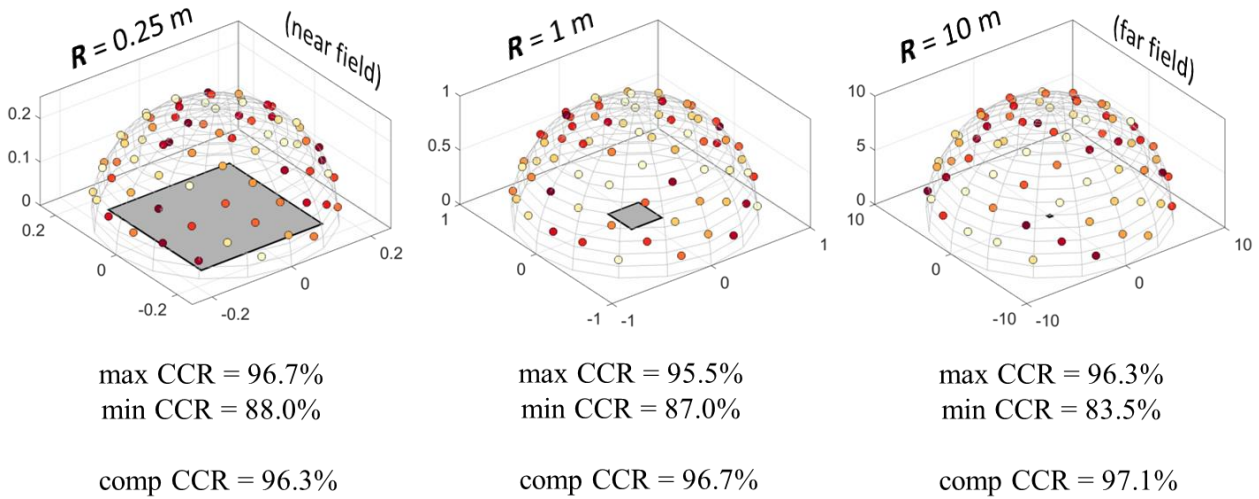 R = 0.25 m
(near field)
0.2
0.1
0
0.2
0
-0.2
-0.2
0
0.2
max CCR = 96.7%
min CCR = 88.0%
comp CCR = 96.3%
R = 1 m
1
0.5
0
1
0
-1
-1
0
1
max CCR = 95.5%
min CCR = 87.0%
comp CCR = 96.7%
R = 10 m
(far field)
10
5
0
10
0
-10
-10
0
10
max CCR = 96.3%
min CCR = 83.5%
comp CCR = 97.1%